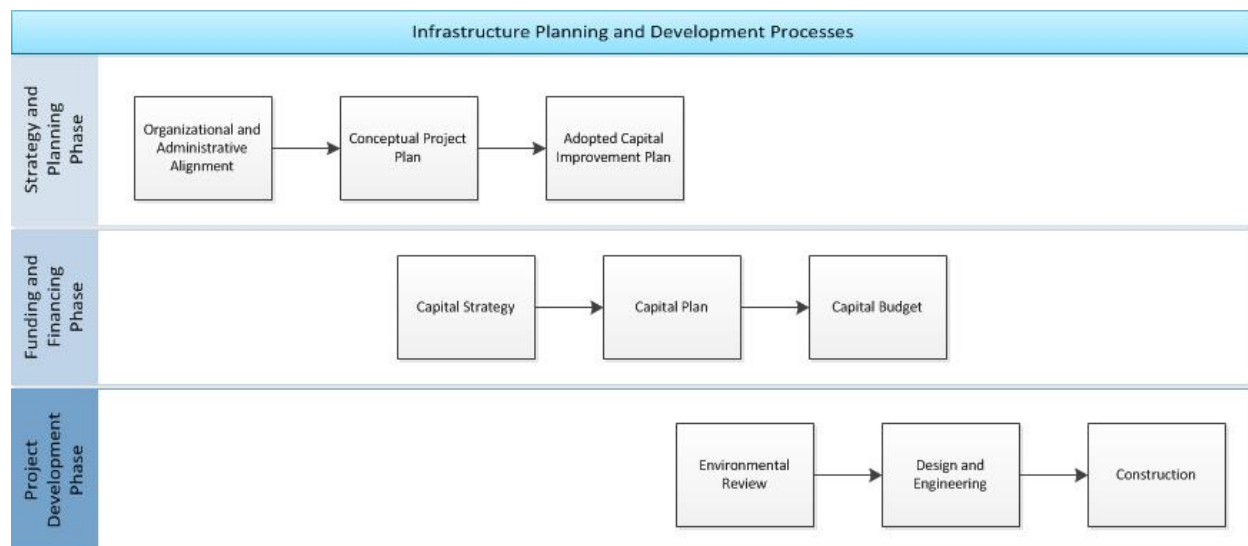 Infrastructure Planning and Development Processes
Strategy and
Planning
Phase
Organizational and
Administrative
Alignment
Conceptual Project
Plan
Adopted Capital
Improvement Plan
Funding and
Financing
Phase
Capital Strategy
Capital Plan
Capital Budget
Project
Development
Phase
Environmental
Review
Design and
Engineering
Construction